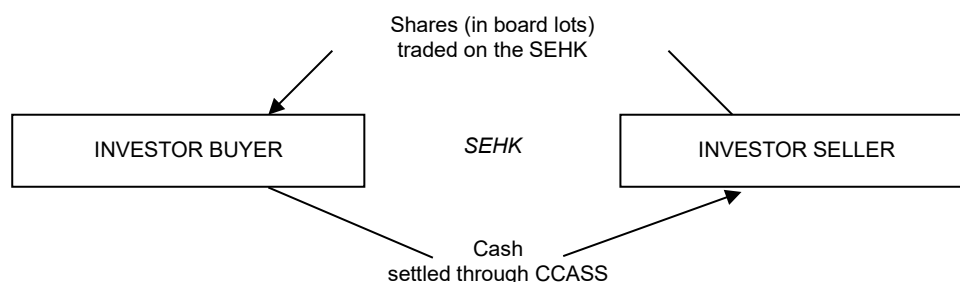 Shares (in board lots)
traded on the SEHK
INVESTOR BUYER
SEHK
INVESTOR SELLER
Cash
settled through CCASS